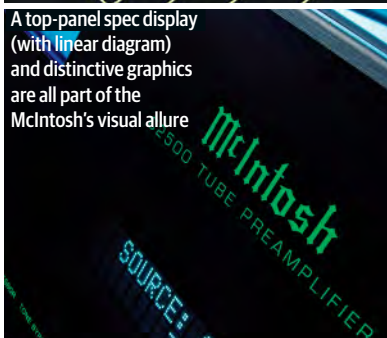 A top-panel spec display
(with linear diagram)
and distinctive graphics
are all part of the
McIntosh's visual allure
McIntosh
2500 TUBE PREAMPLIFIER
SOURCE: